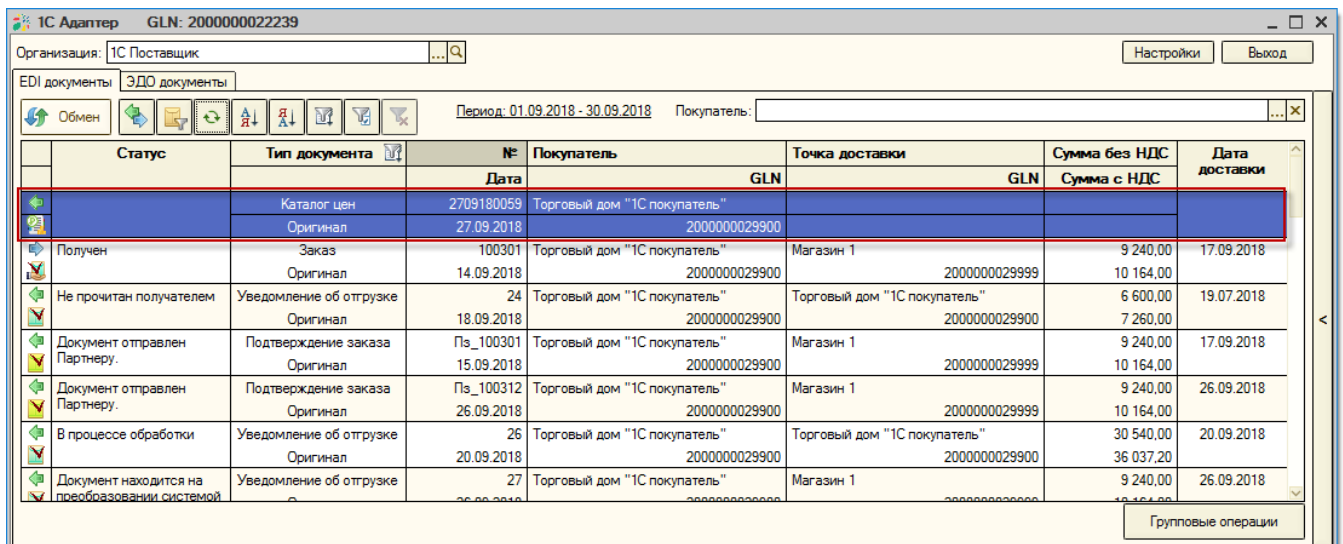 1С Адаптер GLN: 2000000022239
Организация: 1С Поставщик ... Настройки Выход
EDI документы ЭДО документы
Обмен Период: 01.09.2018 - 30.09.2018 Покупатель: ...
Статус Тип документа № Покупатель Точка доставки Сумма без НДС Дата доставки
Дата GLN GLN Сумма с НДС
Каталог цен 2709180059 Торговый дом "1С покупатель"
Оригинал 27.09.2018 2000000029900
Получен Заказ 100301 Торговый дом "1С покупатель" Магазин 1 9 240,00 17.09.2018
Оригинал 14.09.2018 2000000029900 2000000029999 10 164,00
Не прочитан получателем Уведомление об отгрузке 24 Торговый дом "1С покупатель" Торговый дом "1С покупатель" 6 600,00 19.07.2018
Оригинал 18.09.2018 2000000029900 2000000029900 7 260,00
Документ отправлен Подтверждение заказа Пз_100301 Торговый дом "1С покупатель" Магазин 1 9 240,00 17.09.2018
Партнеру. Оригинал 15.09.2018 2000000029900 2000000029999 10 164,00
Документ отправлен Подтверждение заказа Пз_100312 Торговый дом "1С покупатель" Магазин 1 9 240,00 26.09.2018
Партнеру. Оригинал 26.09.2018 2000000029900 2000000029999 10 164,00
В процессе обработки Уведомление об отгрузке 26 Торговый дом "1С покупатель" Торговый дом "1С покупатель" 30 540,00 20.09.2018
Оригинал 20.09.2018 2000000029900 2000000029900 36 037,20
Документ находится на Уведомление об отгрузке 27 Торговый дом "1С покупатель" Магазин 1 9 240,00 26.09.2018
преобразовании системой
Групповые операции